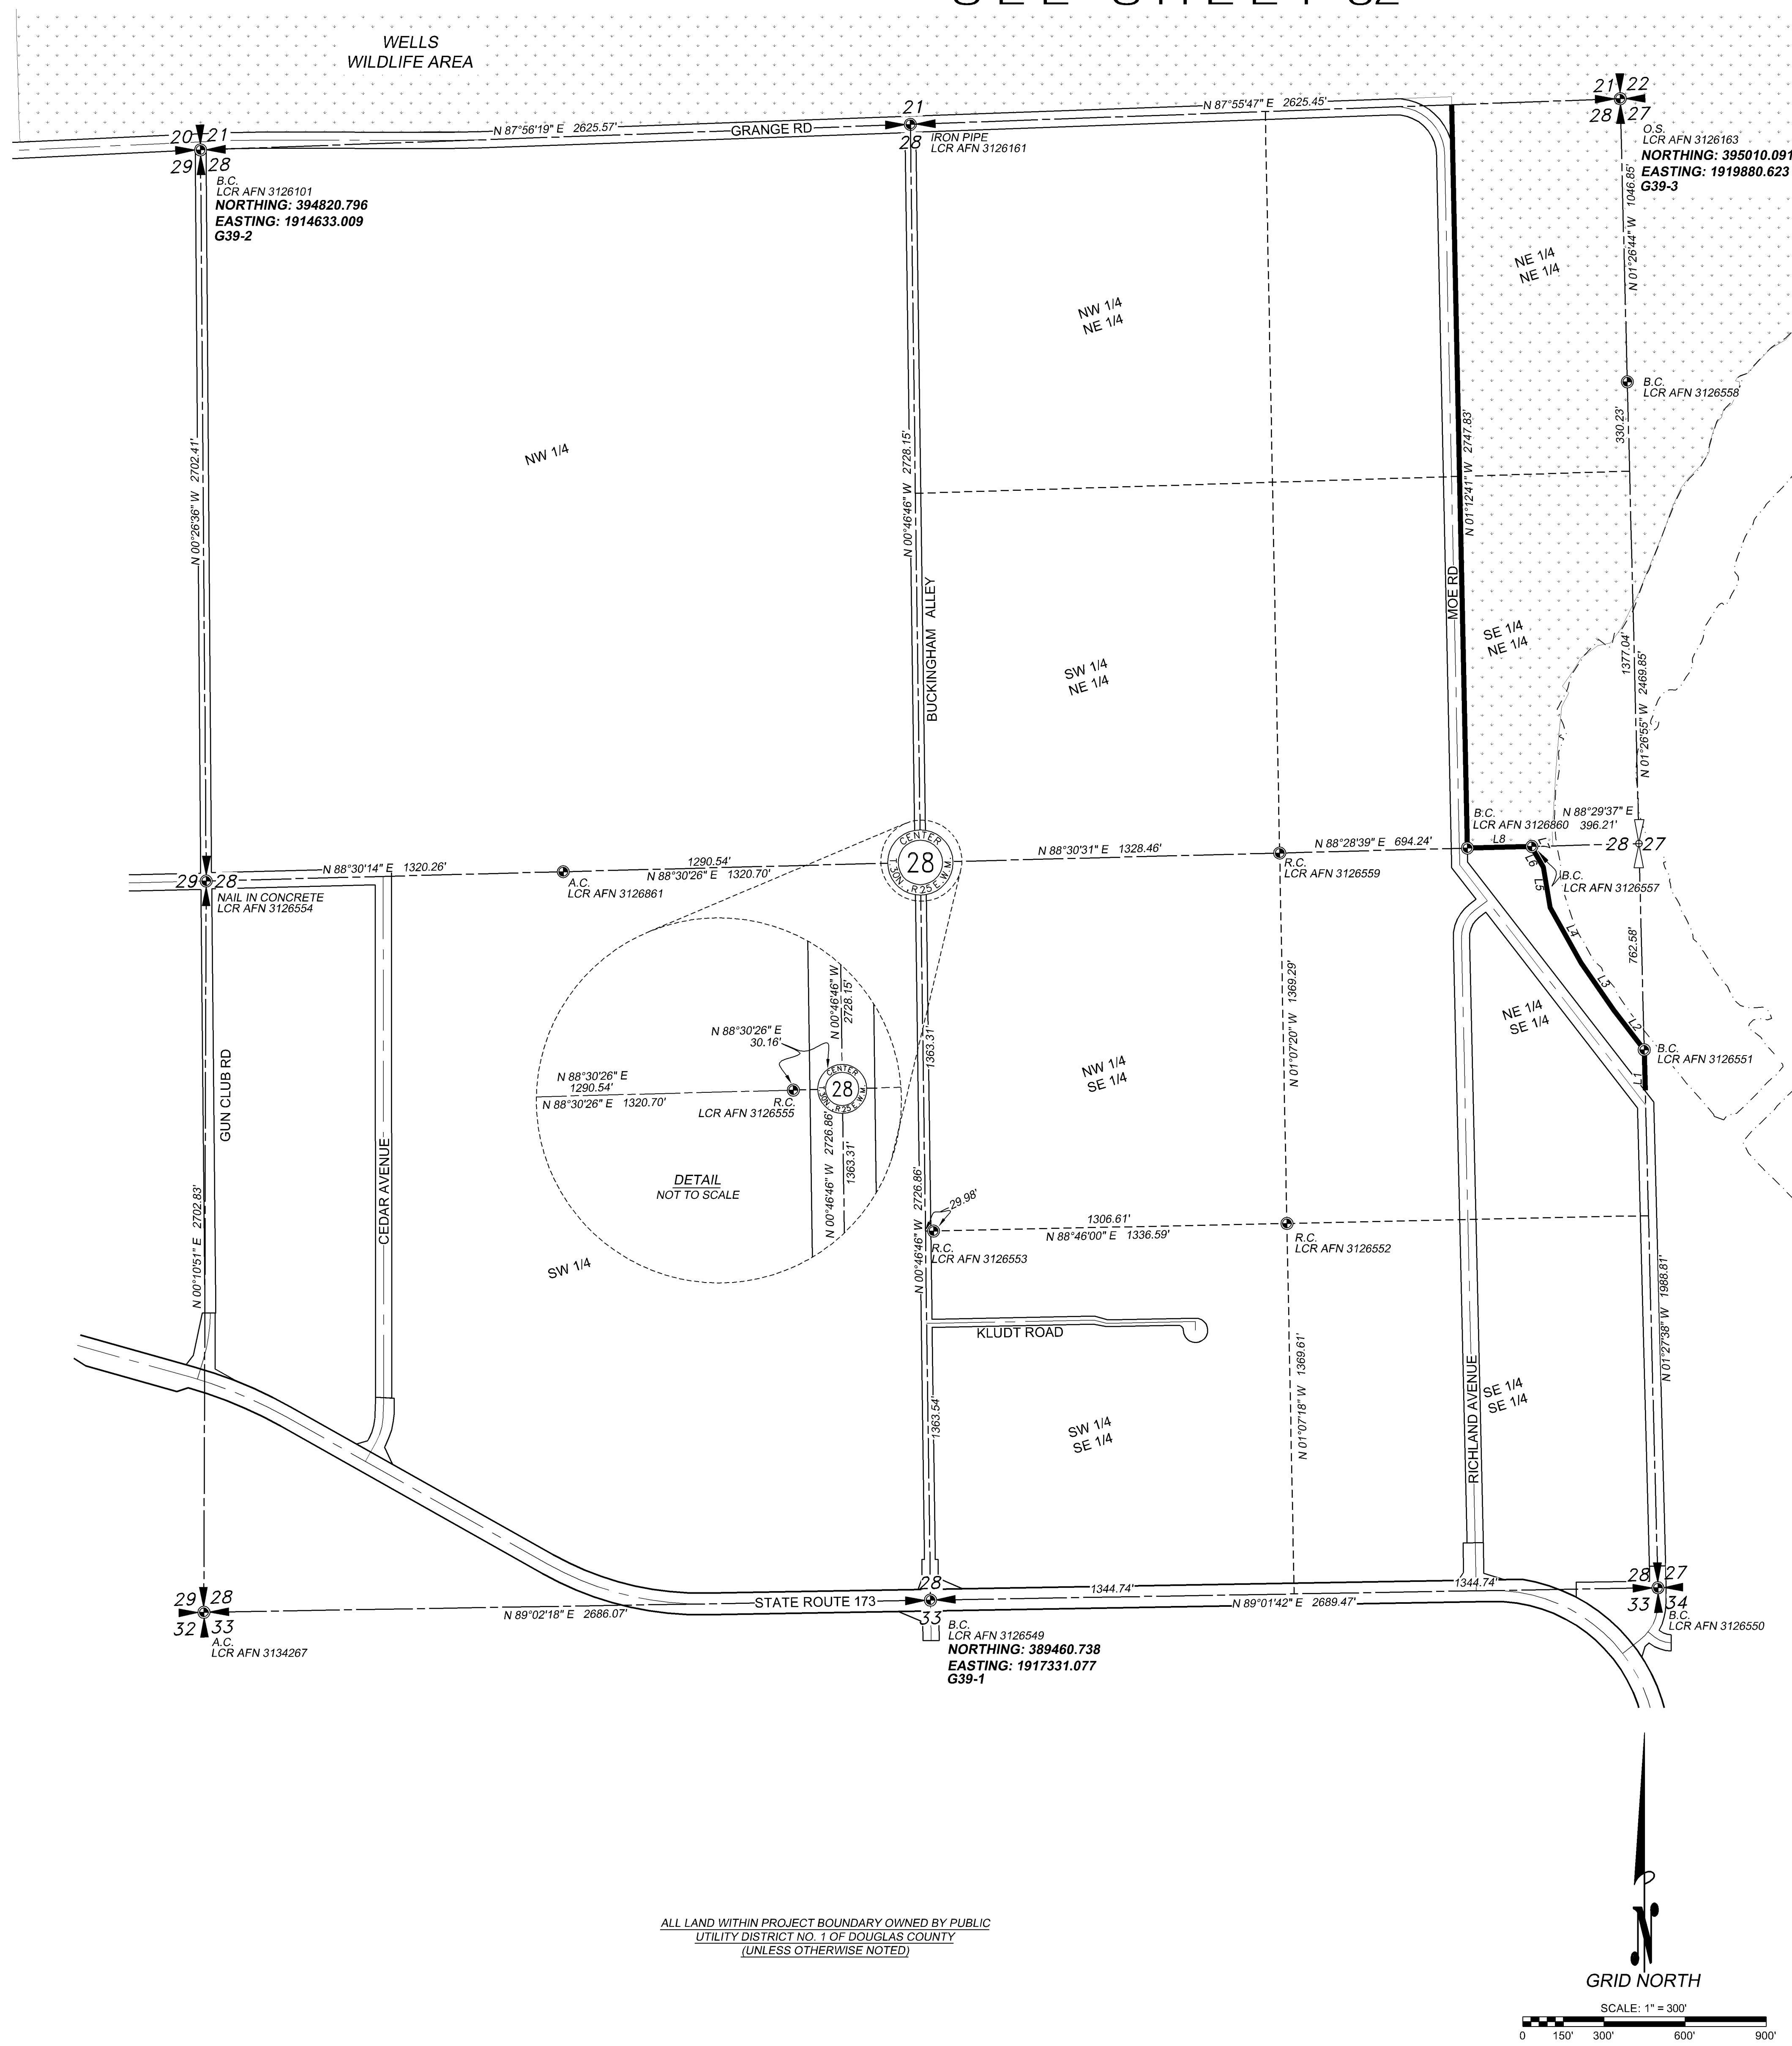 WELLS
WILDLIFE AREA
21
N 87°56'19" E 2625.57'
GRANGE RD
N 87°55'47" E 2625.45'
21 22
28 27
20 21
29 28
28
IRON PIPE
LCR AFN 3126161
O.S.
LCR AFN 3126163
NORTHING: 395010.091
EASTING: 1919880.623
G39-3
B.C.
LCR AFN 3126101
NORTHING: 394820.796
EASTING: 1914633.009
G39-2
N 01°26'44" W 1046.85'
NE 1/4
NE 1/4
NW 1/4
NE 1/4
B.C.
LCR AFN 3126558
330.23'
NW 1/4
N 00°26'36" W 2702.41'
N 00°46'46" W 2728.15'
BUCKINGHAM ALLEY
N 01°12'41" W 2747.83'
MOE RD
SE 1/4
NE 1/4
SW 1/4
NE 1/4
1377.04'
N 01°26'55" W 2469.85'
B.C.
LCR AFN 3126860
N 88°29'37" E
396.21'
L8
L7
L6
L5
L4
L3
L2
L1
28 27
N 88°28'39" E 694.24'
N 88°30'31" E 1328.46'
R.C.
LCR AFN 3126559
CENTER
28
T.30N., R.25E.W.M.
1290.54'
N 88°30'26" E 1320.70'
N 88°30'14" E 1320.26'
A.C.
LCR AFN 3126861
29 28
NAIL IN CONCRETE
LCR AFN 3126554
B.C.
LCR AFN 3126557
762.58'
B.C.
LCR AFN 3126551
NE 1/4
SE 1/4
N 00°46'46" W
2728.15'
N 88°30'26" E
30.16'
N 88°30'26" E
1290.54'
N 88°30'26" E 1320.70'
R.C.
LCR AFN 3126555
CENTER
28
T.30N., R.25E.W.M.
N 00°46'46" W 2726.86'
1363.31'
DETAIL
NOT TO SCALE
1363.31'
NW 1/4
SE 1/4
N 01°07'20" W 1369.29'
GUN CLUB RD
CEDAR AVENUE
N 00°10'51" E 2702.83'
SW 1/4
N 00°46'46" W 2726.86'
29.98'
R.C.
LCR AFN 3126553
1306.61'
N 88°46'00" E 1336.59'
R.C.
LCR AFN 3126552
KLUDT ROAD
N 01°07'18" W 1369.61'
N 01°27'38" W 1988.81'
RICHLAND AVENUE
SE 1/4
SE 1/4
SW 1/4
SE 1/4
1363.54'
29 28
32 33
A.C.
LCR AFN 3134267
N 89°02'18" E 2686.07'
STATE ROUTE 173
28
33
B.C.
LCR AFN 3126549
NORTHING: 389460.738
EASTING: 1917331.077
G39-1
1344.74'
N 89°01'42" E 2689.47'
1344.74'
28 27
33 34
B.C.
LCR AFN 3126550
ALL LAND WITHIN PROJECT BOUNDARY OWNED BY PUBLIC
UTILITY DISTRICT NO. 1 OF DOUGLAS COUNTY
(UNLESS OTHERWISE NOTED)
N
GRID NORTH
SCALE: 1" = 300'
0 150' 300' 600' 900'